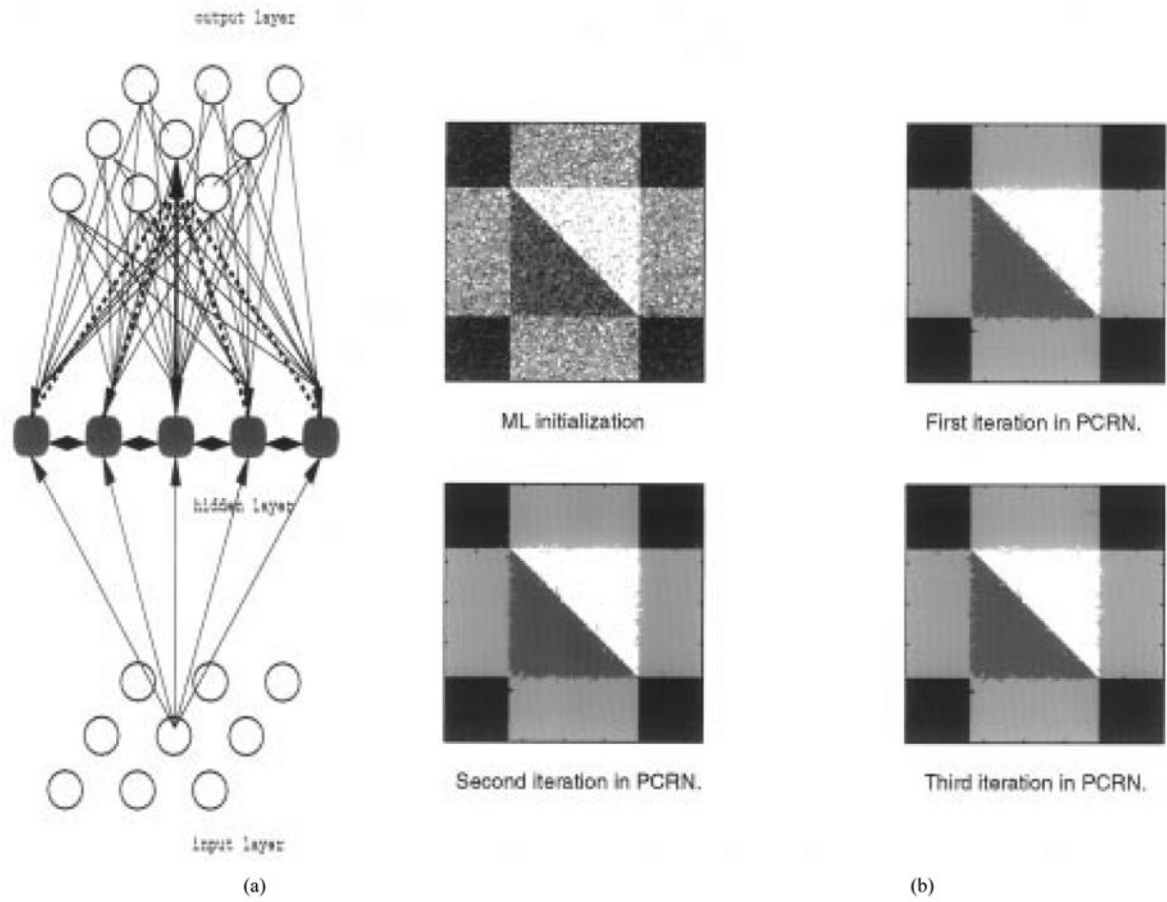 output layer
hidden layer
input layer
(a)
ML initialization
First iteration in PCRN.
Second iteration in PCRN.
Third iteration in PCRN.
(b)